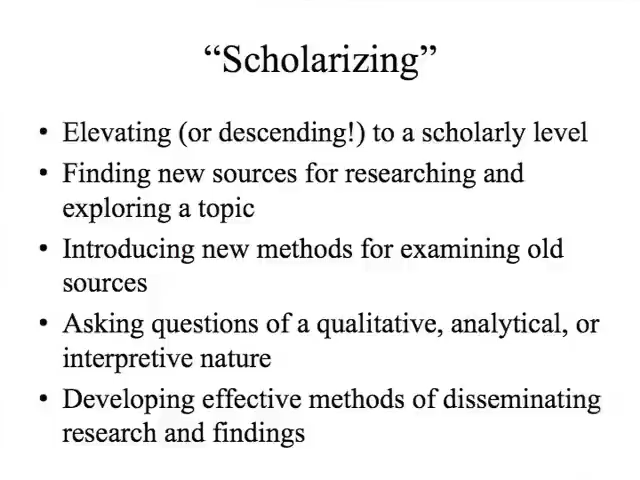 “Scholarizing”
• Elevating (or descending!) to a scholarly level
• Finding new sources for researching and
exploring a topic
• Introducing new methods for examining old
sources
• Asking questions of a qualitative, analytical, or
interpretive nature
• Developing effective methods of disseminating
research and findings